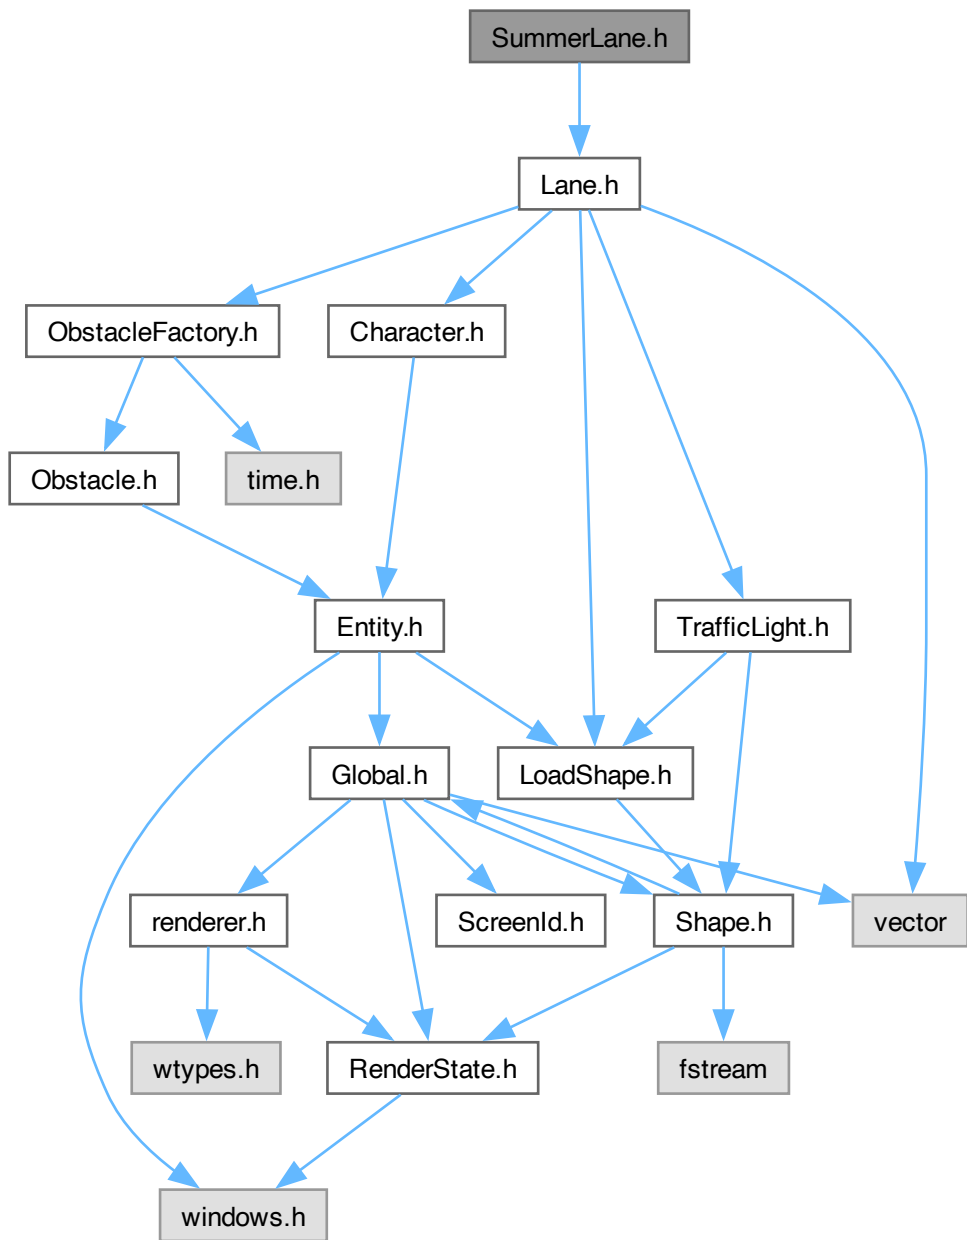 SummerLane.h
Lane.h
ObstacleFactory.h
Character.h
Obstacle.h
time.h
Entity.h
TrafficLight.h
Global.h
LoadShape.h
renderer.h
ScreenId.h
Shape.h
vector
wtypes.h
RenderState.h
fstream
windows.h